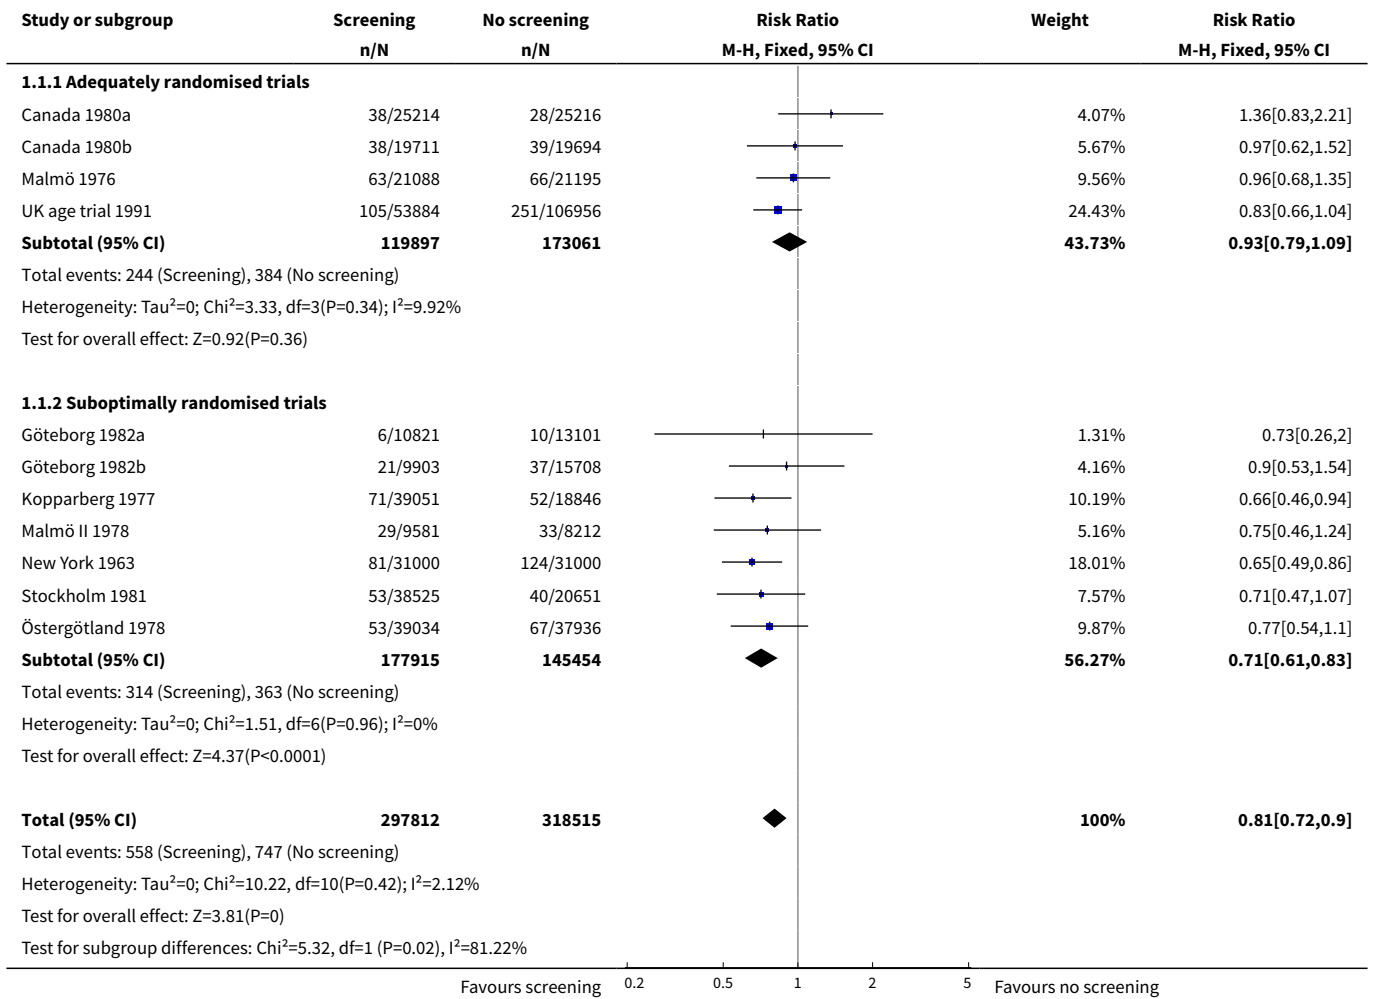 Study or subgroup Screening No screening Risk Ratio Weight Risk Ratio
n/N n/N M-H, Fixed, 95% CI M-H, Fixed, 95% CI
1.1.1 Adequately randomised trials
Canada 1980a 38/25214 28/25216 4.07% 1.36[0.83,2.21]
Canada 1980b 38/19711 39/19694 5.67% 0.97[0.62,1.52]
Malmö 1976 63/21088 66/21195 9.56% 0.96[0.68,1.35]
UK age trial 1991 105/53884 251/106956 24.43% 0.83[0.66,1.04]
Subtotal (95% CI) 119897 173061 43.73% 0.93[0.79,1.09]
Total events: 244 (Screening), 384 (No screening)
Heterogeneity: Tau²=0; Chi²=3.33, df=3(P=0.34); I²=9.92%
Test for overall effect: Z=0.92(P=0.36)
1.1.2 Suboptimally randomised trials
Göteborg 1982a 6/10821 10/13101 1.31% 0.73[0.26,2]
Göteborg 1982b 21/9903 37/15708 4.16% 0.9[0.53,1.54]
Kopparberg 1977 71/39051 52/18846 10.19% 0.66[0.46,0.94]
Malmö II 1978 29/9581 33/8212 5.16% 0.75[0.46,1.24]
New York 1963 81/31000 124/31000 18.01% 0.65[0.49,0.86]
Stockholm 1981 53/38525 40/20651 7.57% 0.71[0.47,1.07]
Östergötland 1978 53/39034 67/37936 9.87% 0.77[0.54,1.1]
Subtotal (95% CI) 177915 145454 56.27% 0.71[0.61,0.83]
Total events: 314 (Screening), 363 (No screening)
Heterogeneity: Tau²=0; Chi²=1.51, df=6(P=0.96); I²=0%
Test for overall effect: Z=4.37(P<0.0001)
Total (95% CI) 297812 318515 100% 0.81[0.72,0.9]
Total events: 558 (Screening), 747 (No screening)
Heterogeneity: Tau²=0; Chi²=10.22, df=10(P=0.42); I²=2.12%
Test for overall effect: Z=3.81(P=0)
Test for subgroup differences: Chi²=5.32, df=1 (P=0.02), I²=81.22%
Favours screening 0.2 0.5 1 2 5 Favours no screening